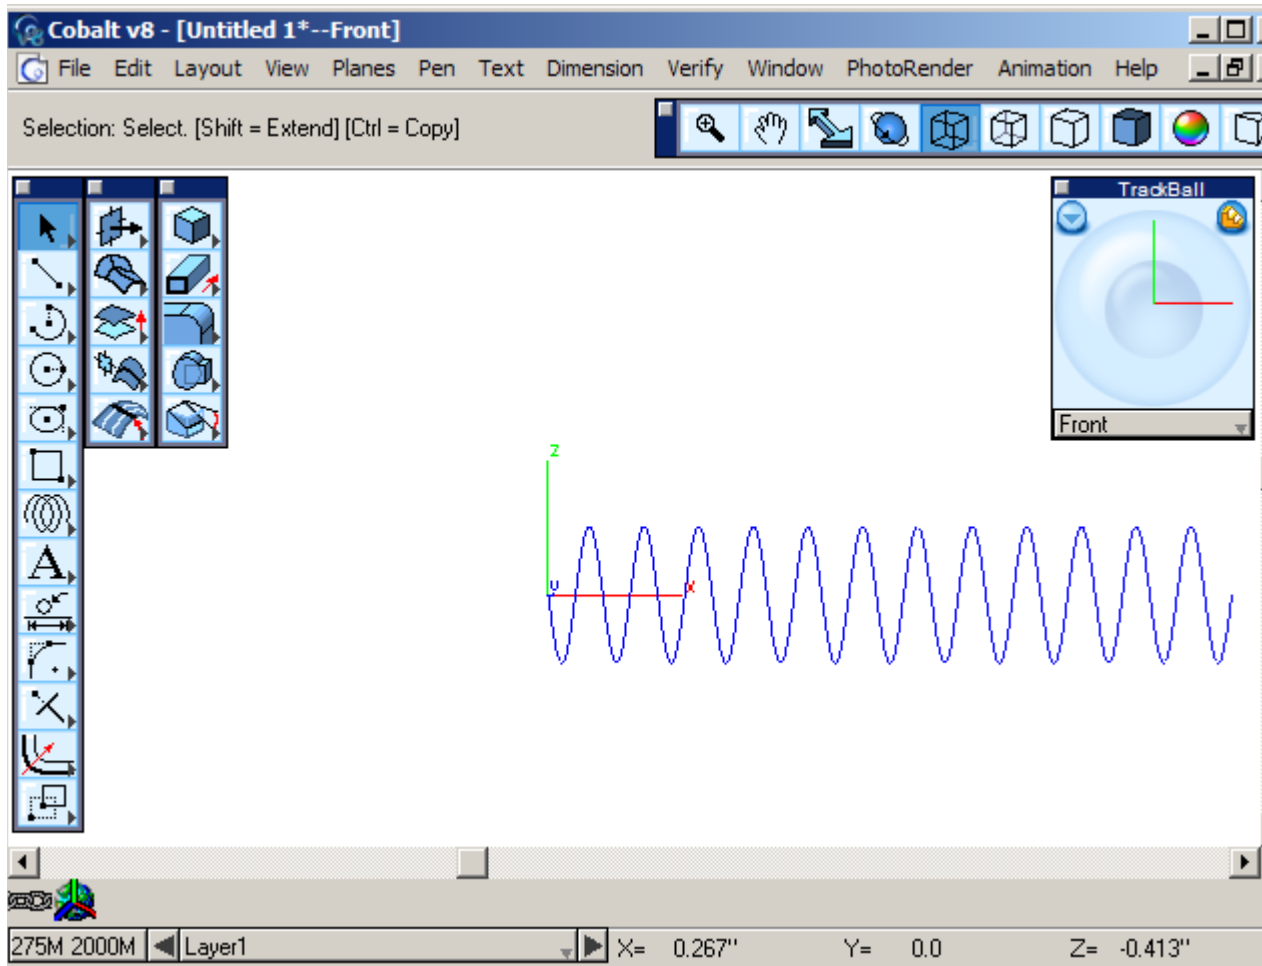 Cobalt v8 - [Untitled 1*--Front]
File Edit Layout View Planes Pen Text Dimension Verify Window PhotoRender Animation Help
Selection: Select. [Shift = Extend] [Ctrl = Copy]
TrackBall
Front
A
z
x
275M 2000M Layer1 X= 0.267" Y= 0.0 Z= -0.413"